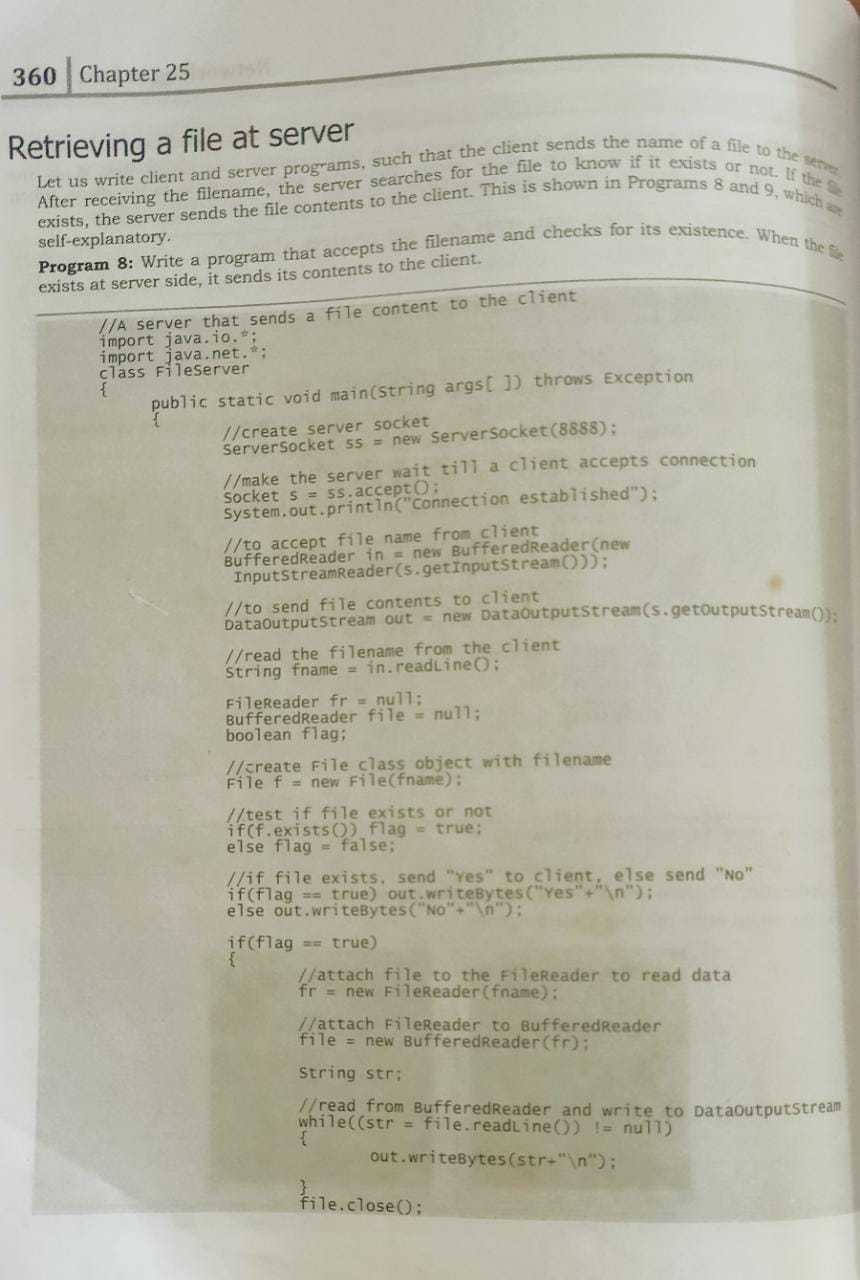 360 | Chapter 25
Retrieving a file at server
Let us write client and server programs, such that the client sends the name of a file to the server.
After receiving the filename, the server searches for the file to know if it exists or not. If the file
exists, the server sends the file contents to the client. This is shown in Programs 8 and 9, which are
self-explanatory.
Program 8: Write a program that accepts the filename and checks for its existence. When the file
exists at server side, it sends its contents to the client.
//A server that sends a file content to the client
import java.io.*;
import java.net.*;
class FileServer
{
public static void main(String args[ ]) throws Exception
{
//create server socket
ServerSocket ss = new ServerSocket(8888);
//make the server wait till a client accepts connection
Socket s = ss.accept();
System.out.println("Connection established");
//to accept file name from client
BufferedReader in = new BufferedReader(new
InputStreamReader(s.getInputStream()));
//to send file contents to client
DataOutputStream out = new DataOutputStream(s.getOutputStream());
//read the filename from the client
String fname = in.readLine();
FileReader fr = null;
BufferedReader file = null;
boolean flag;
//create File class object with filename
File f = new File(fname);
//test if file exists or not
if(f.exists()) flag = true;
else flag = false;
//if file exists, send "Yes" to client, else send "No"
if(flag == true) out.writeBytes("Yes"+"\n");
else out.writeBytes("No"+"\n");
if(flag == true)
{
//attach file to the FileReader to read data
fr = new FileReader(fname);
//attach FileReader to BufferedReader
file = new BufferedReader(fr);
String str;
//read from BufferedReader and write to DataOutputStream
while((str = file.readLine()) != null)
{
out.writeBytes(str+"\n");
}
file.close();